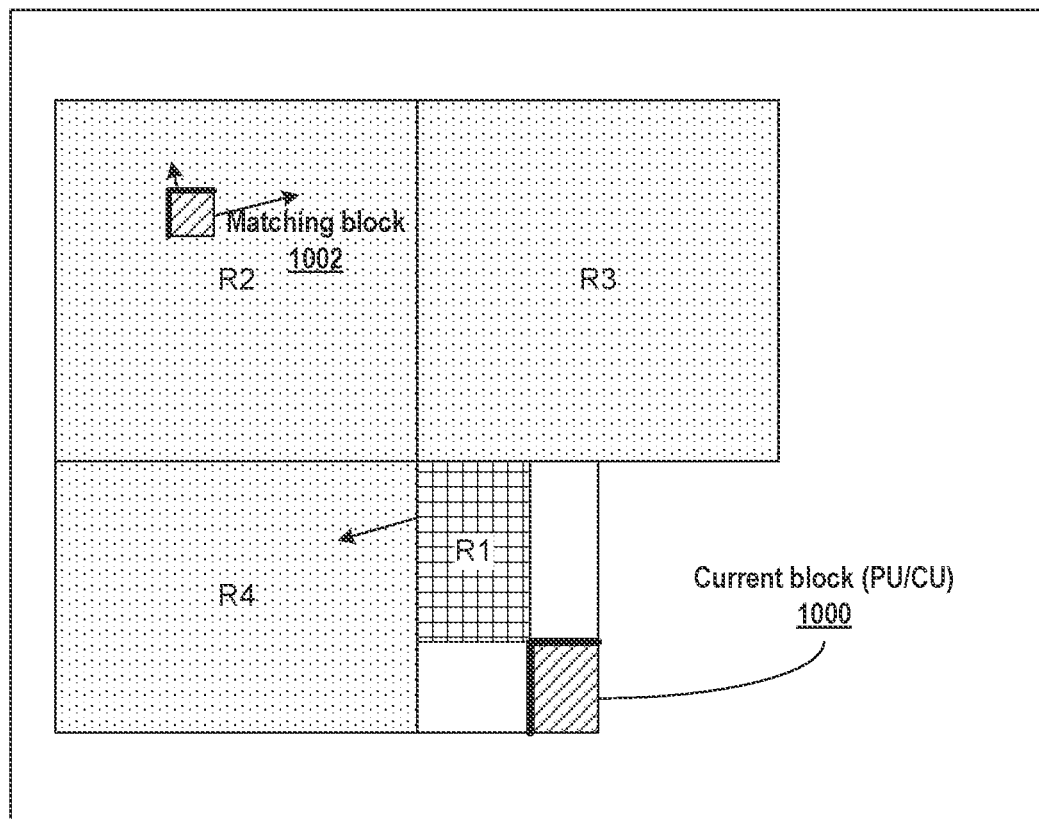 Matching block
1002
R2
R3
R1
R4
Current block (PU/CU)
1000